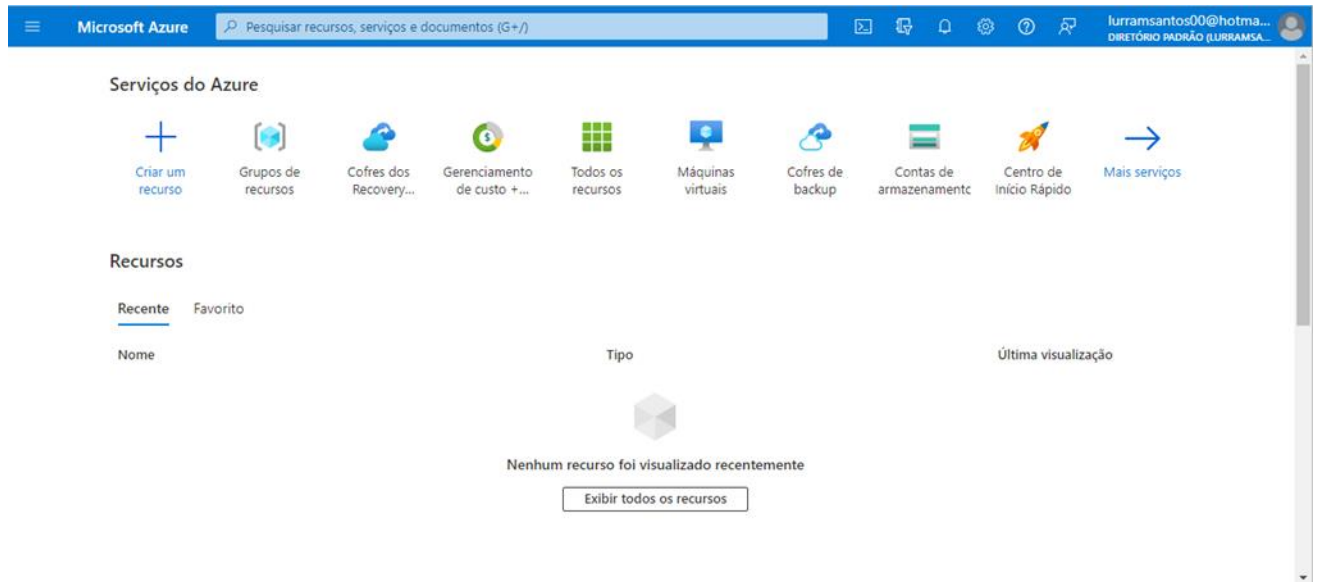 Microsoft Azure
Pesquisar recursos, serviços e documentos (G+/)
lurramsantos00@hotma...
DIRETÓRIO PADRÃO (LURRAMSA...
Serviços do Azure
Criar um
recurso
Grupos de
recursos
Cofres dos
Recovery...
Gerenciamento
de custo +...
Todos os
recursos
Máquinas
virtuais
Cofres de
backup
Contas de
armazenamento
Centro de
Início Rápido
Mais serviços
Recursos
Recente
Favorito
Nome
Tipo
Última visualização
Nenhum recurso foi visualizado recentemente
Exibir todos os recursos